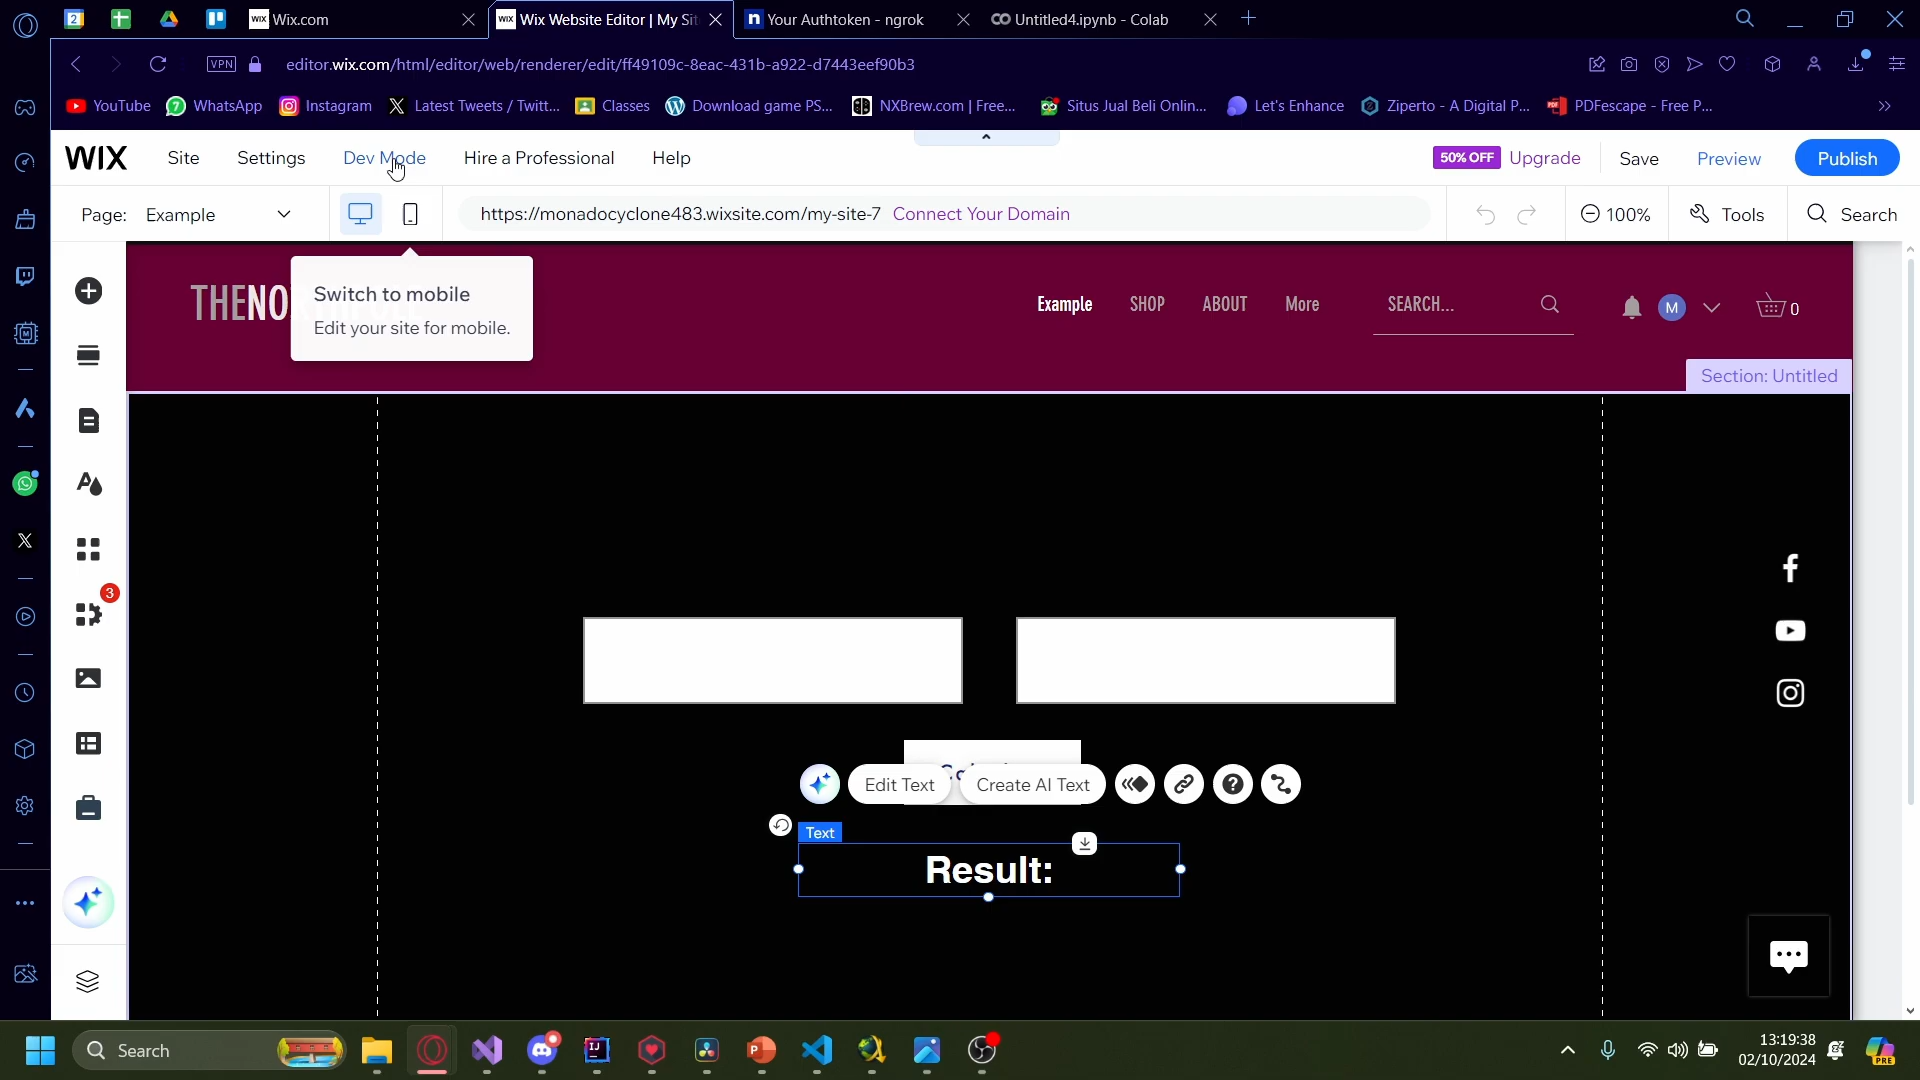 2
WIX Wix.com
WIX Wix Website Editor | My Sit
n Your Authtoken - ngrok
Untitled4.ipynb - Colab
VPN
editor.wix.com/html/editor/web/renderer/edit/ff49109c-8eac-431b-a922-d7443eef90b3
YouTube
7 WhatsApp
Instagram
Latest Tweets / Twitt...
Classes
Download game PS...
NXBrew.com | Free...
Situs Jual Beli Onlin...
Let's Enhance
Ziperto - A Digital P...
PDFescape - Free P...
WIX
Site
Settings
Dev Mode
Hire a Professional
Help
50% OFF Upgrade
Save
Preview
Publish
Page: Example
https://monadocyclone483.wixsite.com/my-site-7 Connect Your Domain
100%
Tools
Search
Switch to mobile
Edit your site for mobile.
Example
SHOP
ABOUT
More
SEARCH...
M
0
Section: Untitled
3
Edit Text
Create AI Text
Text
Result:
Search
13:19:38
02/10/2024
PRE